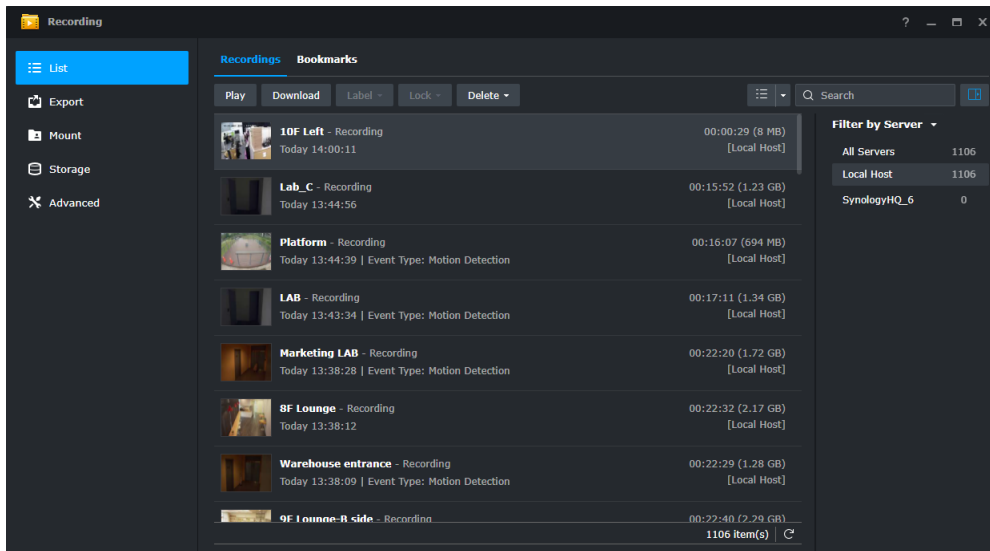 Recording
?
List
Export
Mount
Storage
Advanced
Recordings Bookmarks
Play Download Label Lock Delete
Search
10F Left - Recording 00:00:29 (8 MB)
Today 14:00:11 [Local Host]
Lab_C - Recording 00:15:52 (1.23 GB)
Today 13:44:56 [Local Host]
Platform - Recording 00:16:07 (694 MB)
Today 13:44:39 | Event Type: Motion Detection [Local Host]
LAB - Recording 00:17:11 (1.34 GB)
Today 13:43:34 | Event Type: Motion Detection [Local Host]
Marketing LAB - Recording 00:22:20 (1.72 GB)
Today 13:38:28 | Event Type: Motion Detection [Local Host]
8F Lounge - Recording 00:22:32 (2.17 GB)
Today 13:38:12 [Local Host]
Warehouse entrance - Recording 00:22:29 (1.28 GB)
Today 13:38:09 | Event Type: Motion Detection [Local Host]
9F Lounge-B side - Recording 00:22:40 (2.29 GB)
1106 item(s)
Filter by Server
All Servers 1106
Local Host 1106
SynologyHQ_6 0